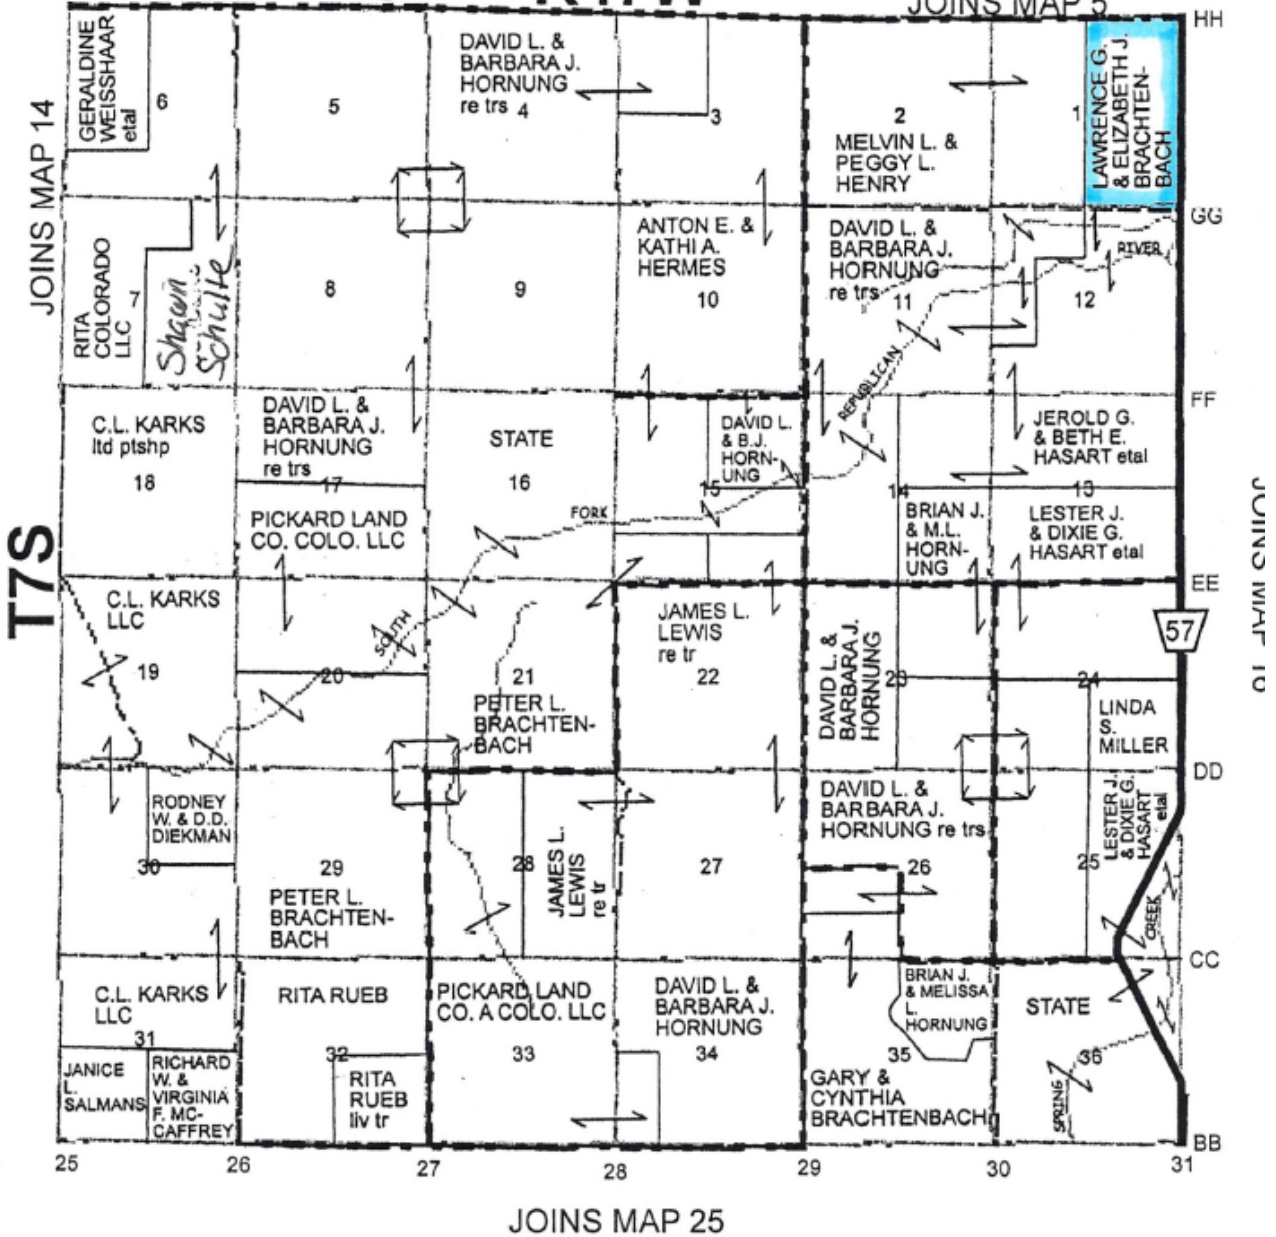 JOINS MAP 5
HH
GERALDINE
WEISSHAAR
etal
6
5
DAVID L. &
BARBARA J.
HORNUNG
re trs 4
3
2
MELVIN L. &
PEGGY L.
HENRY
1
LAWRENCE G.
& ELIZABETH J.
BRACHTEN-
BACH
JOINS MAP 14
GG
RITA
COLORADO
LLC
7
Shawn
Schulte
8
9
ANTON E. &
KATHI A.
HERMES
10
DAVID L. &
BARBARA J.
HORNUNG
re trs
11
RIVER
12
REPUBLICAN
FF
C.L. KARKS
ltd ptshp
18
DAVID L. &
BARBARA J.
HORNUNG
re trs
17
PICKARD LAND
CO. COLO. LLC
STATE
16
FORK
DAVID L.
& B.J.
HORN-
UNG
15
14
BRIAN J.
& M.L.
HORN-
UNG
JEROLD G.
& BETH E.
HASART etal
13
LESTER J.
& DIXIE G.
HASART etal
T7S
EE
C.L. KARKS
LLC
19
SOUTH
20
21
PETER L.
BRACHTEN-
BACH
JAMES L.
LEWIS
re tr
22
DAVID L. &
BARBARA J.
HORNUNG
23
24
LINDA
S.
MILLER
57
DD
RODNEY
W. & D.D.
DIEKMAN
30
29
PETER L.
BRACHTEN-
BACH
28
JAMES L.
LEWIS
re tr
27
DAVID L. &
BARBARA J.
HORNUNG re trs
26
25
LESTER J.
& DIXIE G.
HASART
etal
CREEK
CC
C.L. KARKS
LLC
31
JANICE
L.
SALMANS
RICHARD
W. &
VIRGINIA
F. MC-
CAFFREY
RITA RUEB
32
RITA
RUEB
liv tr
PICKARD LAND
CO. A COLO. LLC
33
DAVID L. &
BARBARA J.
HORNUNG
34
BRIAN J.
& MELISSA
L.
HORNUNG
35
GARY &
CYNTHIA
BRACHTENBACH
STATE
36
SPRING
BB
25 26 27 28 29 30 31
JOINS MAP 25